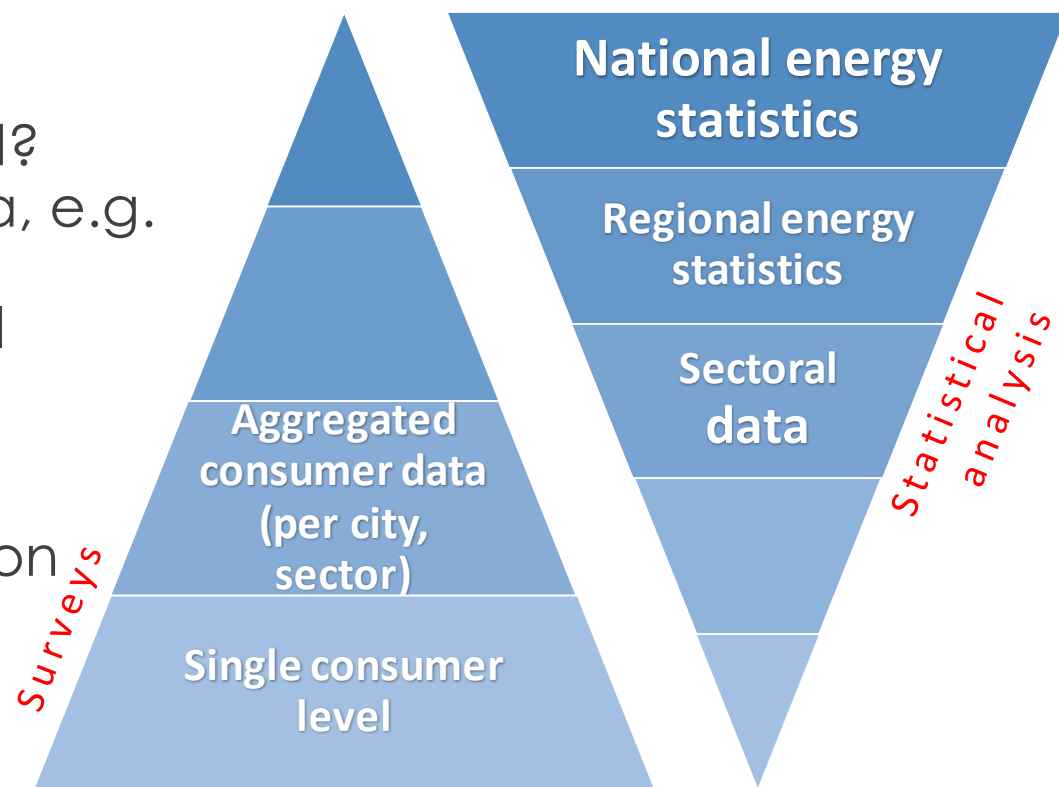 l?
a, e.g.
l
on
Surveys
Aggregated
consumer data
(per city,
sector)
Single consumer
level
National energy
statistics
Regional energy
statistics
Sectoral
data
Statistical
analysis